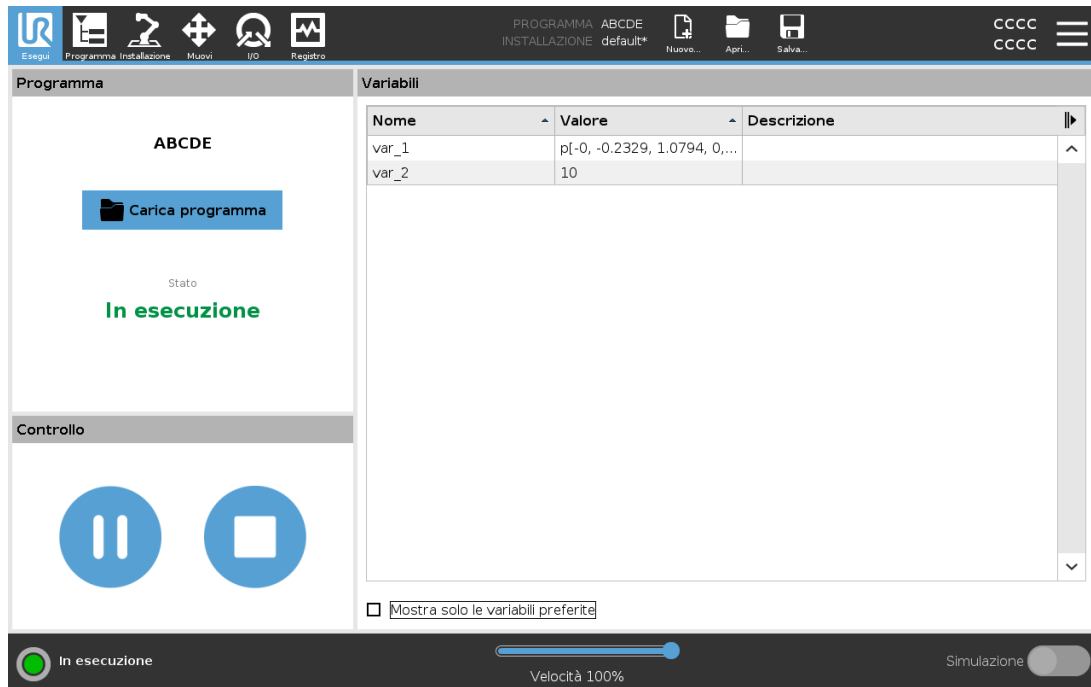 UR
Esegui
Programma
Installazione
Muovi
I/O
Registro
PROGRAMMA ABCDE
INSTALLAZIONE default*
Nuovo...
Apri...
Salva...
CCCC
CCCC
Programma
ABCDE
Carica programma
Stato
In esecuzione
Controllo
Variabili
Nome Valore Descrizione
var_1 p[-0, -0.2329, 1.0794, 0,...
var_2 10
Mostra solo le variabili preferite
In esecuzione
Velocità 100%
Simulazione